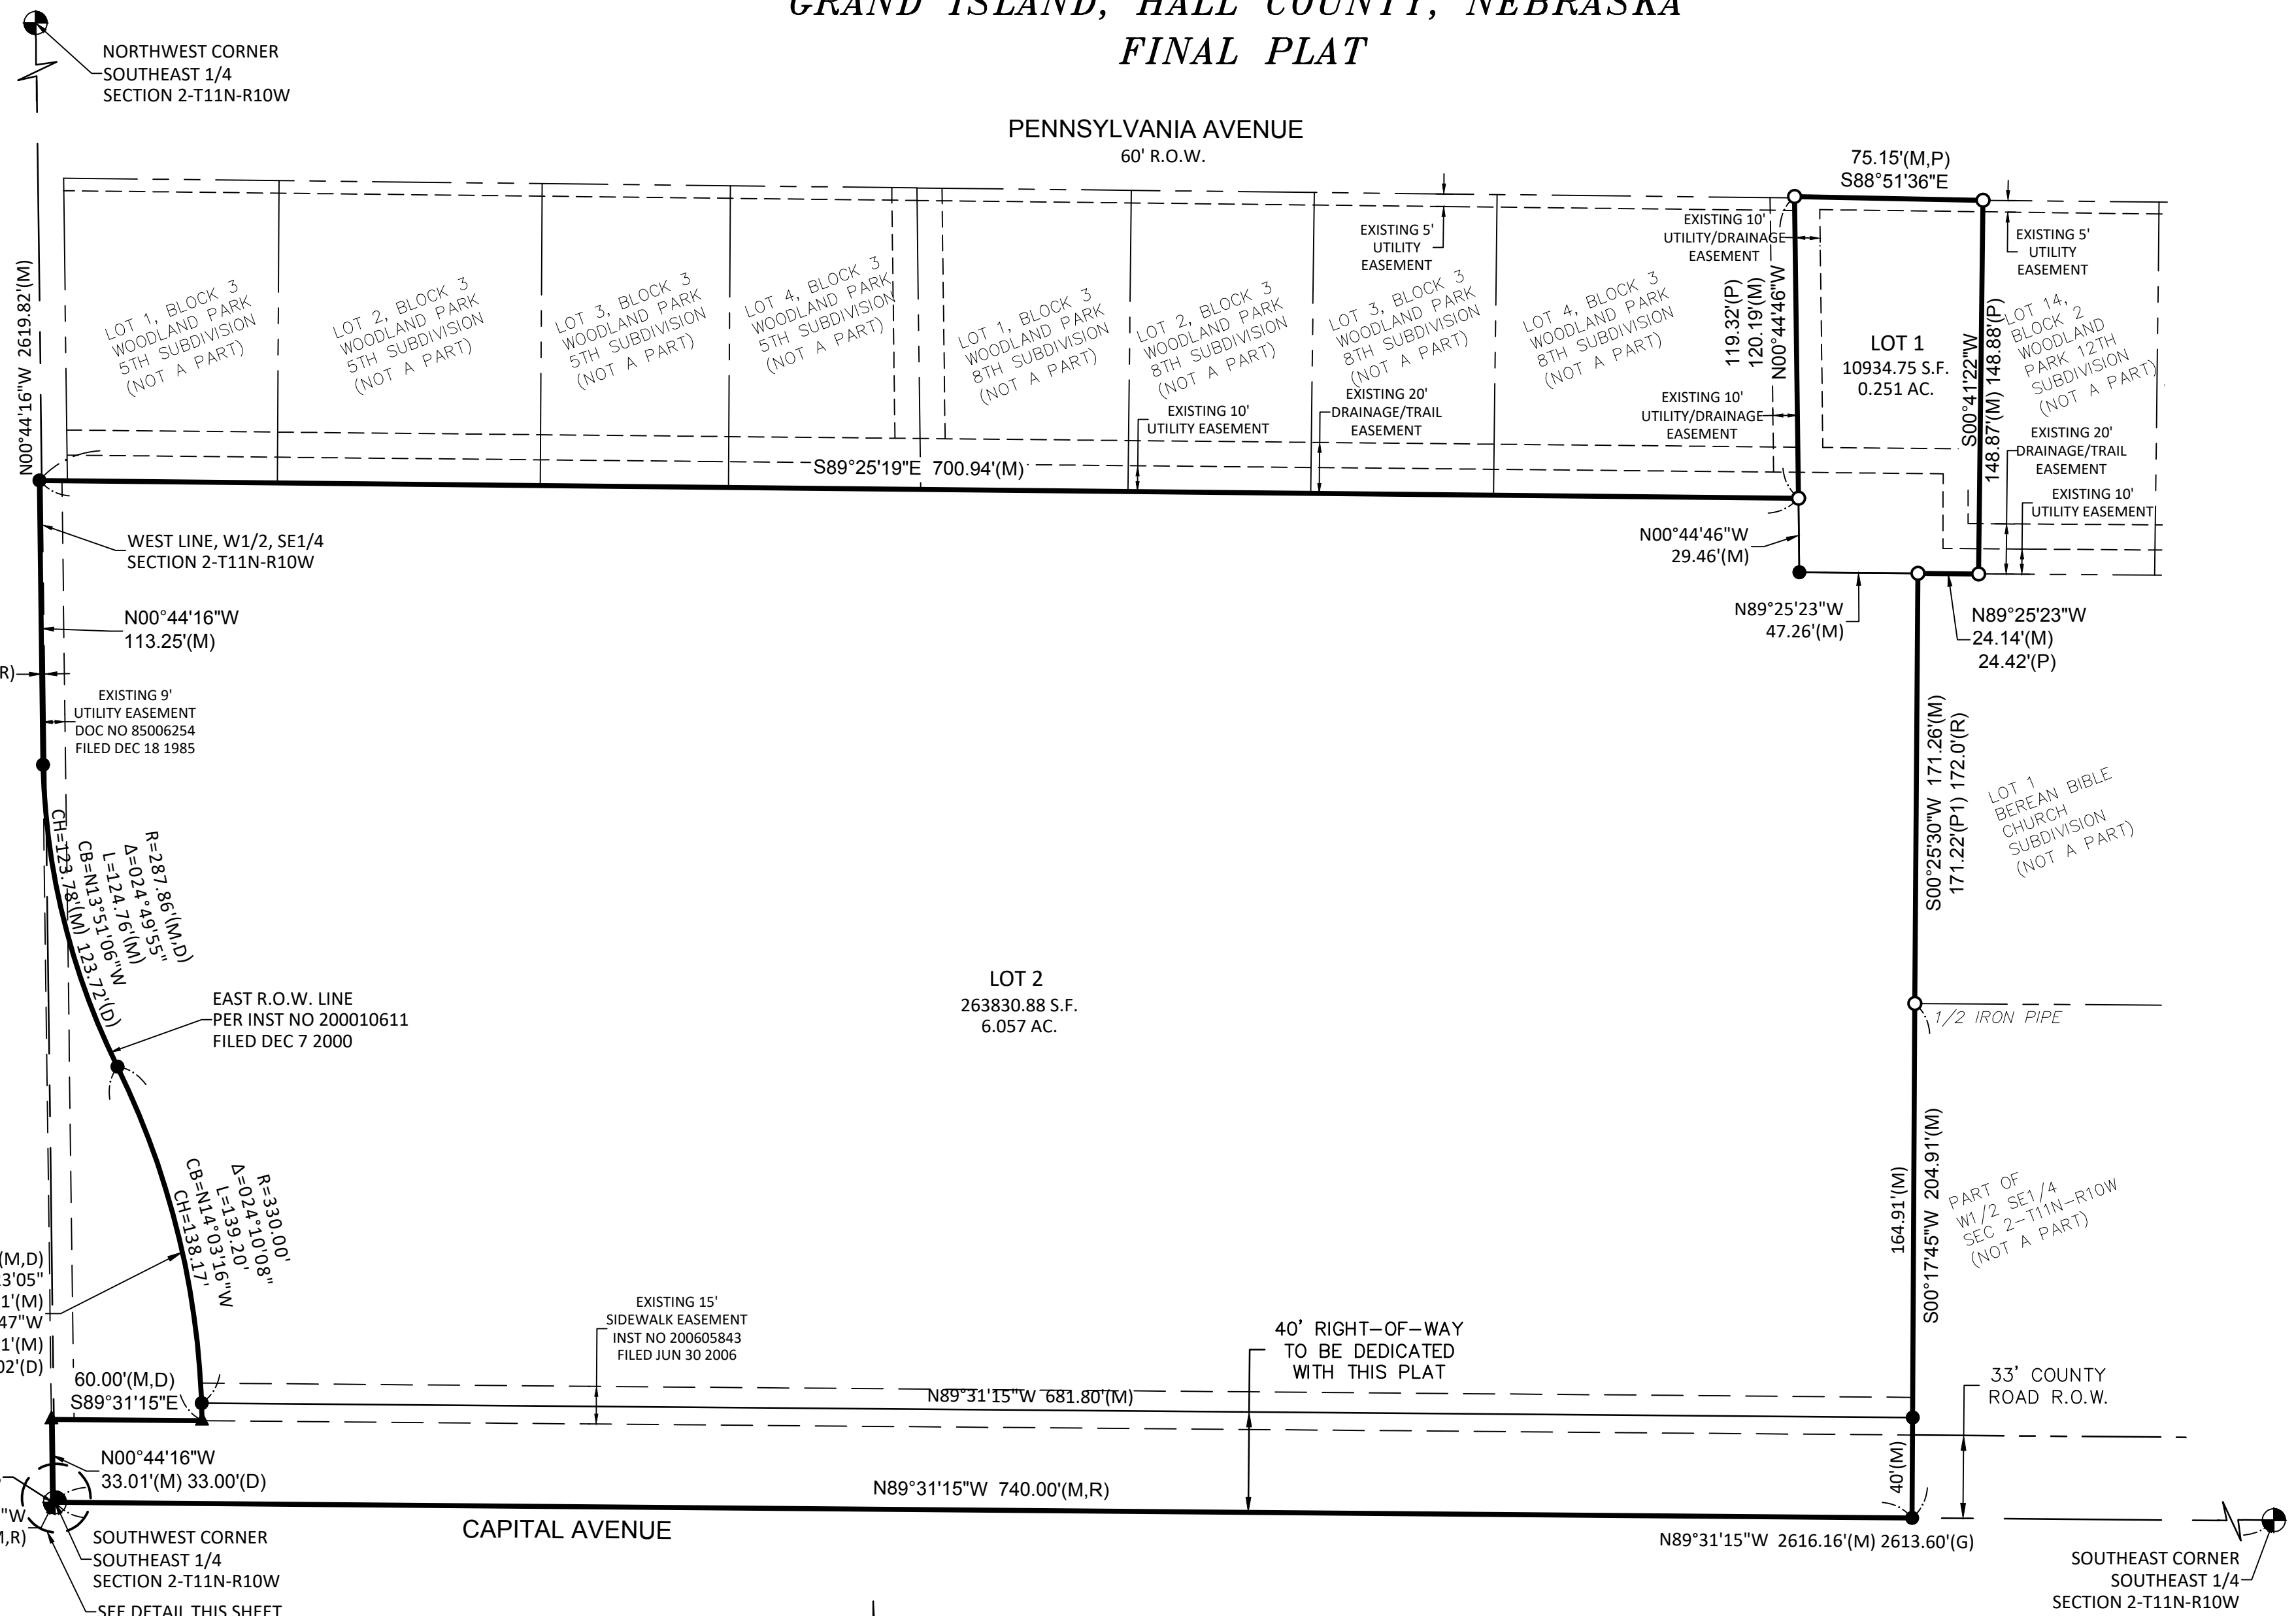 GRAND ISLAND, HALL COUNTY, NEBRASKA
FINAL PLAT
NORTHWEST CORNER
SOUTHEAST 1/4
SECTION 2-T11N-R10W
PENNSYLVANIA AVENUE
60' R.O.W.
75.15'(M,P)
S88°51'36"E
N00°44'16"W 2619.82'(M)
LOT 1, BLOCK 3
WOODLAND PARK
5TH SUBDIVISION
(NOT A PART)
LOT 2, BLOCK 3
WOODLAND PARK
5TH SUBDIVISION
(NOT A PART)
LOT 3, BLOCK 3
WOODLAND PARK
5TH SUBDIVISION
(NOT A PART)
LOT 4, BLOCK 3
WOODLAND PARK
5TH SUBDIVISION
(NOT A PART)
LOT 1, BLOCK 3
WOODLAND PARK
8TH SUBDIVISION
(NOT A PART)
LOT 2, BLOCK 3
WOODLAND PARK
8TH SUBDIVISION
(NOT A PART)
LOT 3, BLOCK 3
WOODLAND PARK
8TH SUBDIVISION
(NOT A PART)
LOT 4, BLOCK 3
WOODLAND PARK
8TH SUBDIVISION
(NOT A PART)
EXISTING 5'
UTILITY
EASEMENT
EXISTING 10'
UTILITY/DRAINAGE
EASEMENT
119.32'(P)
120.19'(M)
N00°44'46"W
LOT 1
10934.75 S.F.
0.251 AC.
S00°41'22"W
148.87'(M) 148.88'(P)
EXISTING 5'
UTILITY
EASEMENT
LOT 14,
BLOCK 2
WOODLAND
PARK 12TH
SUBDIVISION
(NOT A PART)
EXISTING 10'
UTILITY EASEMENT
EXISTING 20'
DRAINAGE/TRAIL
EASEMENT
EXISTING 10'
UTILITY/DRAINAGE
EASEMENT
EXISTING 20'
DRAINAGE/TRAIL
EASEMENT
EXISTING 10'
UTILITY EASEMENT
S89°25'19"E 700.94'(M)
WEST LINE, W1/2, SE1/4
SECTION 2-T11N-R10W
N00°44'46"W
29.46'(M)
N00°44'16"W
113.25'(M)
N89°25'23"W
47.26'(M)
N89°25'23"W
24.14'(M)
24.42'(P)
R)
EXISTING 9'
UTILITY EASEMENT
DOC NO 85006254
FILED DEC 18 1985
S00°25'30"W 171.26'(M)
171.22'(P1) 172.0'(R)
LOT 1
BEREAN BIBLE
CHURCH
SUBDIVISION
(NOT A PART)
R=287.86'(M,D)
Δ=024°49'55"
L=124.76'(M)
CB=N13°51'06"W
CH=123.78'(M) 123.72'(D)
EAST R.O.W. LINE
PER INST NO 200010611
FILED DEC 7 2000
LOT 2
263830.88 S.F.
6.057 AC.
1/2 IRON PIPE
R=330.00'
Δ=024°10'08"
L=139.20'
CB=N14°03'16"W
CH=138.17'
164.91'(M)
S00°17'45"W 204.91'(M)
PART OF
W1/2 SE1/4
SEC 2-T11N-R10W
(NOT A PART)
(M,D)
3'05"
1'(M)
47"W
1'(M)
02'(D)
60.00'(M,D)
S89°31'15"E
EXISTING 15'
SIDEWALK EASEMENT
INST NO 200605843
FILED JUN 30 2006
40' RIGHT-OF-WAY
TO BE DEDICATED
WITH THIS PLAT
33' COUNTY
ROAD R.O.W.
N89°31'15"W 681.80'(M)
N00°44'16"W
33.01'(M) 33.00'(D)
40'(M)
N89°31'15"W 740.00'(M,R)
"W
M,R)
SOUTHWEST CORNER
SOUTHEAST 1/4
SECTION 2-T11N-R10W
SEE DETAIL THIS SHEET
CAPITAL AVENUE
N89°31'15"W 2616.16'(M) 2613.60'(G)
SOUTHEAST CORNER
SOUTHEAST 1/4
SECTION 2-T11N-R10W